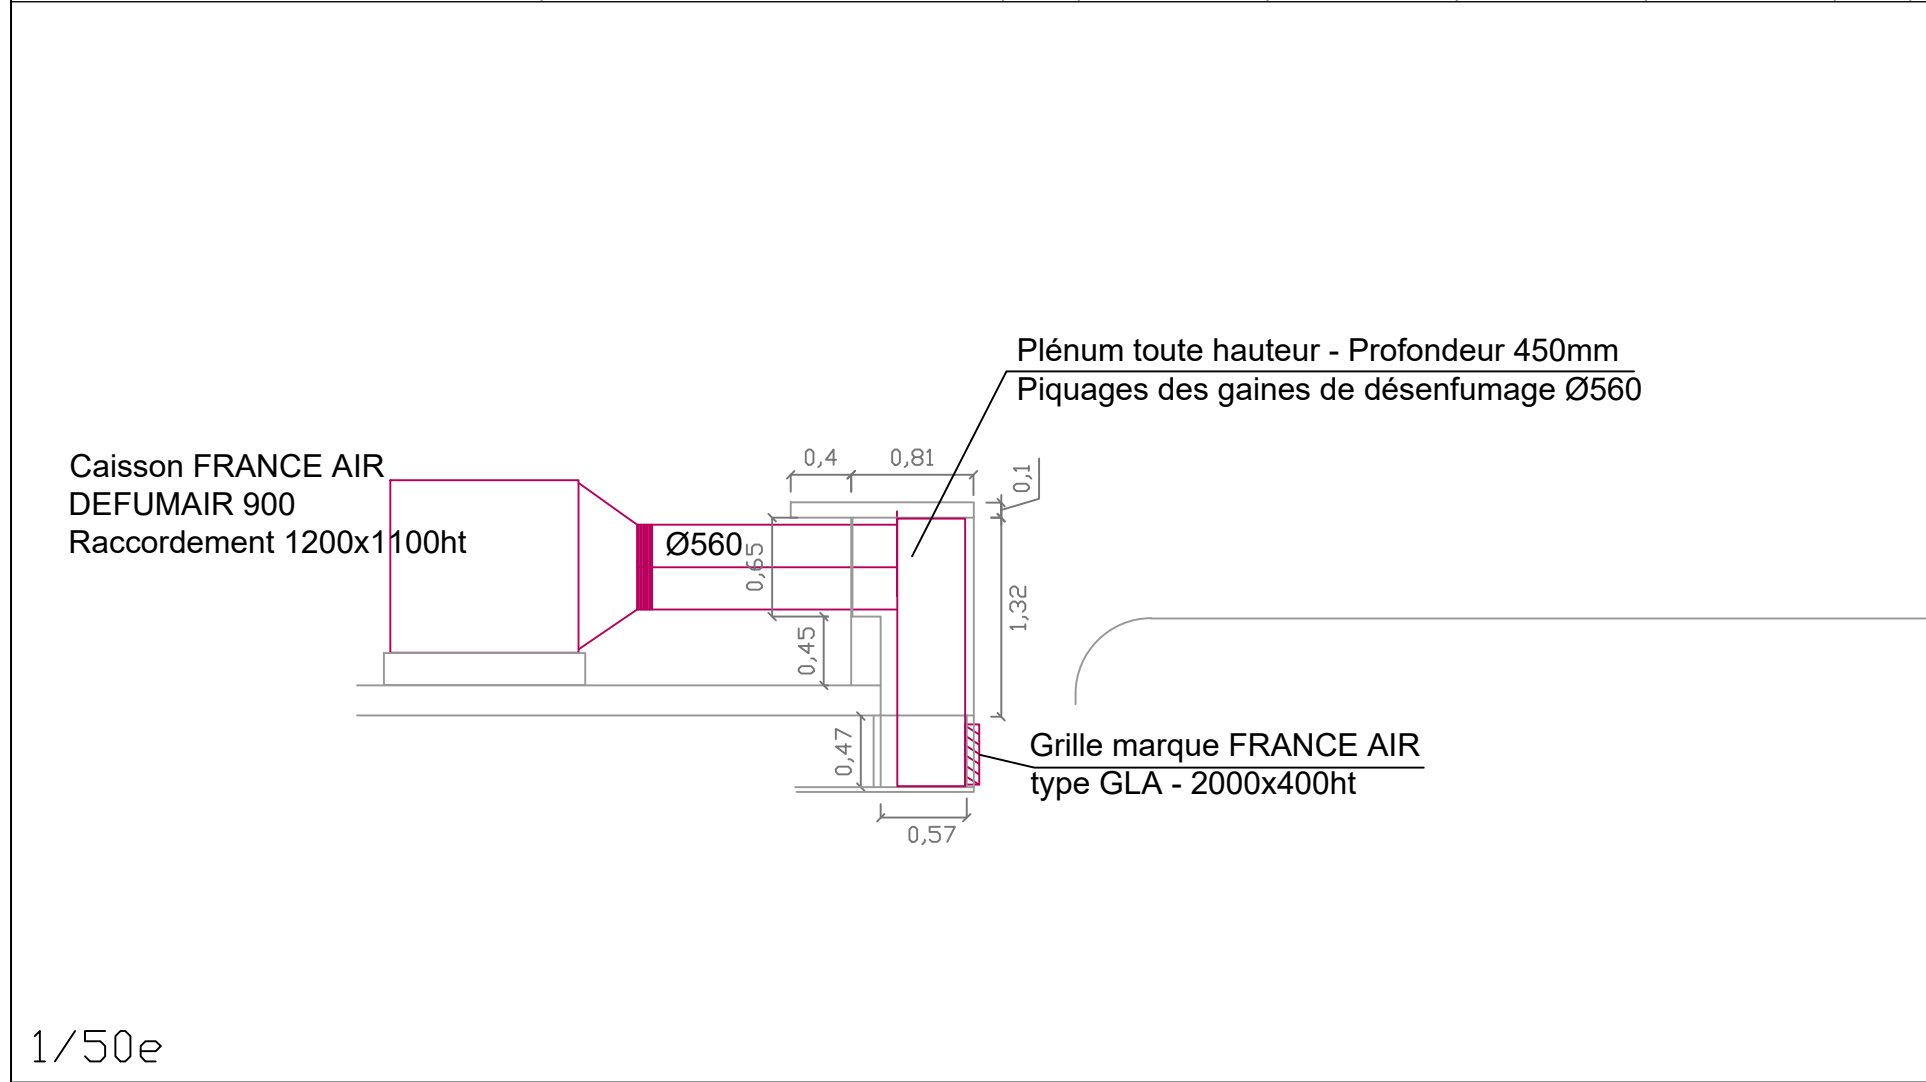 Plénum toute hauteur - Profondeur 450mm
Piquages des gaines de désenfumage Ø560
Caisson FRANCE AIR
DEFUMAIR 900
Raccordement 1200x1100ht
0,4
0,81
0,1
Ø560
0,65
1,32
0,45
0,47
Grille marque FRANCE AIR
type GLA - 2000x400ht
0,57
1/50e